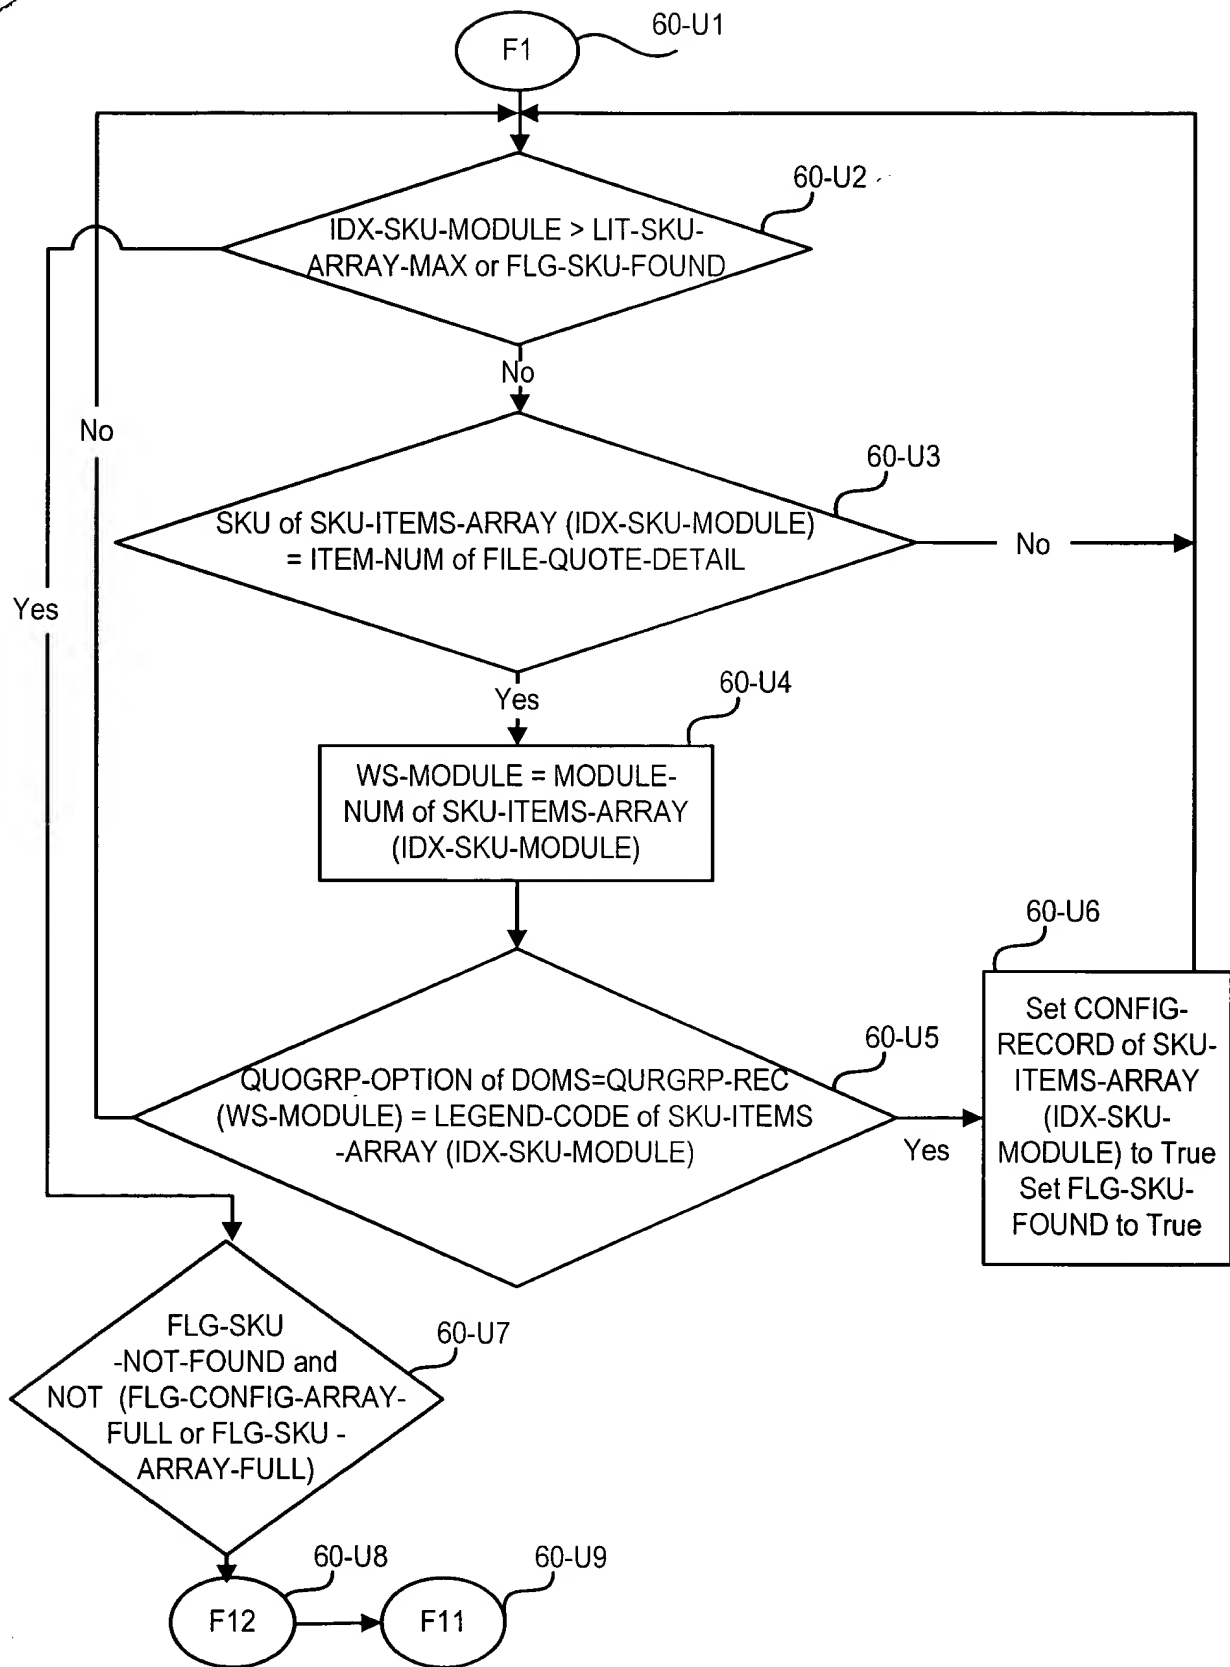 F1
60-U1
60-U2
IDX-SKU-MODULE > LIT-SKU-
ARRAY-MAX or FLG-SKU-FOUND
No
No
60-U3
SKU of SKU-ITEMS-ARRAY (IDX-SKU-MODULE)
= ITEM-NUM of FILE-QUOTE-DETAIL
No
Yes
Yes
60-U4
WS-MODULE = MODULE-
NUM of SKU-ITEMS-ARRAY
(IDX-SKU-MODULE)
60-U6
Set CONFIG-
RECORD of SKU-
ITEMS-ARRAY
(IDX-SKU-
MODULE) to True
Set FLG-SKU-
FOUND to True
60-U5
QUOGRP-OPTION of DOMS=QURGRP-REC
(WS-MODULE) = LEGEND-CODE of SKU-ITEMS
-ARRAY (IDX-SKU-MODULE)
Yes
60-U7
FLG-SKU
-NOT-FOUND and
NOT (FLG-CONFIG-ARRAY-
FULL or FLG-SKU -
ARRAY-FULL)
60-U8
60-U9
F12
F11